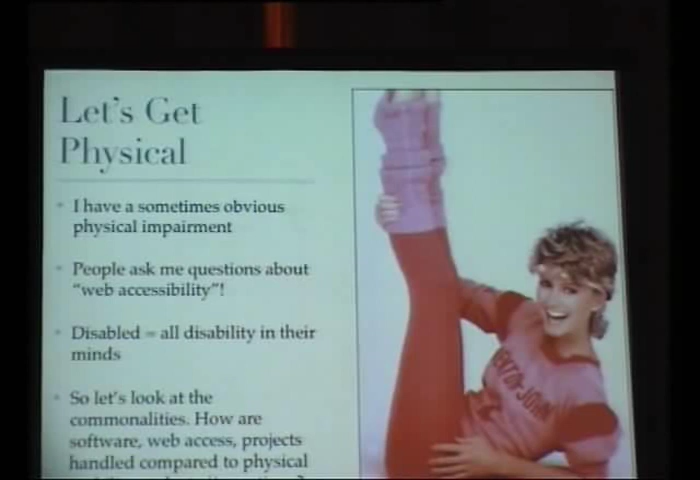 Let's Get
Physical
I have a sometimes obvious
physical impairment
People ask me questions about
"web accessibility"!
Disabled = all disability in their
minds
So let's look at the
commonalities. How are
software, web access, projects
handled compared to physical